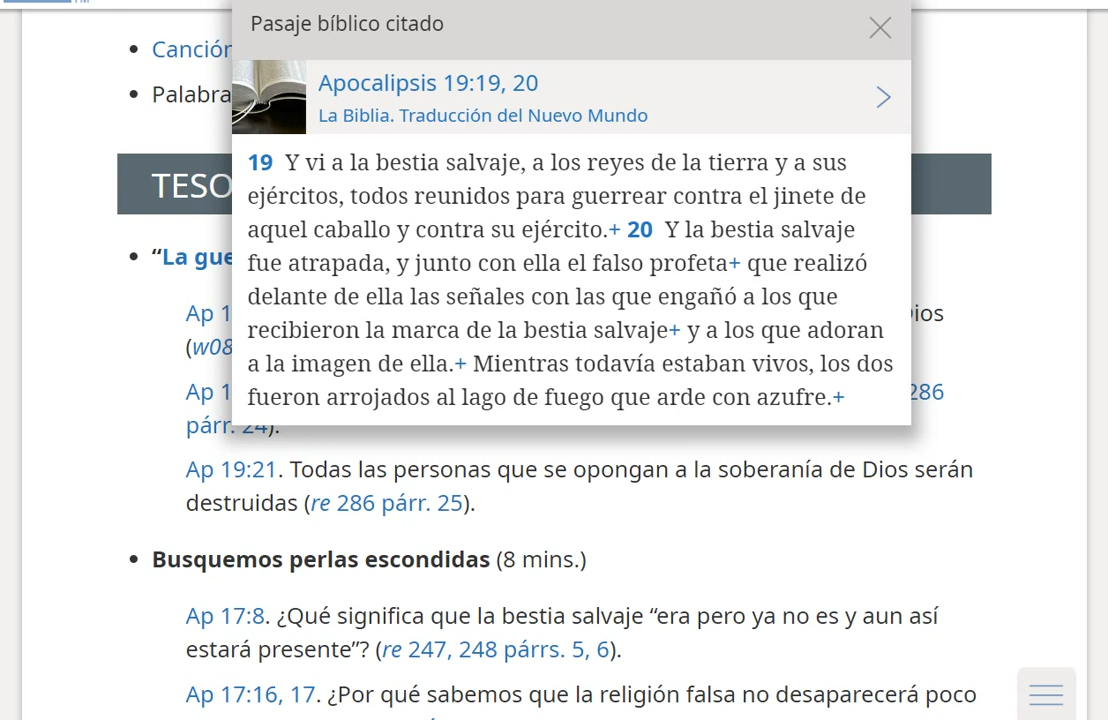 TM
Pasaje bíblico citado
Canción
Palabra
Apocalipsis 19:19, 20
La Biblia. Traducción del Nuevo Mundo
19 Y vi a la bestia salvaje, a los reyes de la tierra y a sus
ejércitos, todos reunidos para guerrear contra el jinete de
aquel caballo y contra su ejército.+ 20 Y la bestia salvaje
fue atrapada, y junto con ella el falso profeta+ que realizó
delante de ella las señales con las que engañó a los que
recibieron la marca de la bestia salvaje+ y a los que adoran
a la imagen de ella.+ Mientras todavía estaban vivos, los dos
fueron arrojados al lago de fuego que arde con azufre.+
TESO
“La gue
Ap 1
(w08
Ap 1
286
párr. 24).
Ap 19:21. Todas las personas que se opongan a la soberanía de Dios serán
destruidas (re 286 párr. 25).
Busquemos perlas escondidas (8 mins.)
Ap 17:8. ¿Qué significa que la bestia salvaje “era pero ya no es y aun así
estará presente”? (re 247, 248 párrs. 5, 6).
Ap 17:16, 17. ¿Por qué sabemos que la religión falsa no desaparecerá poco